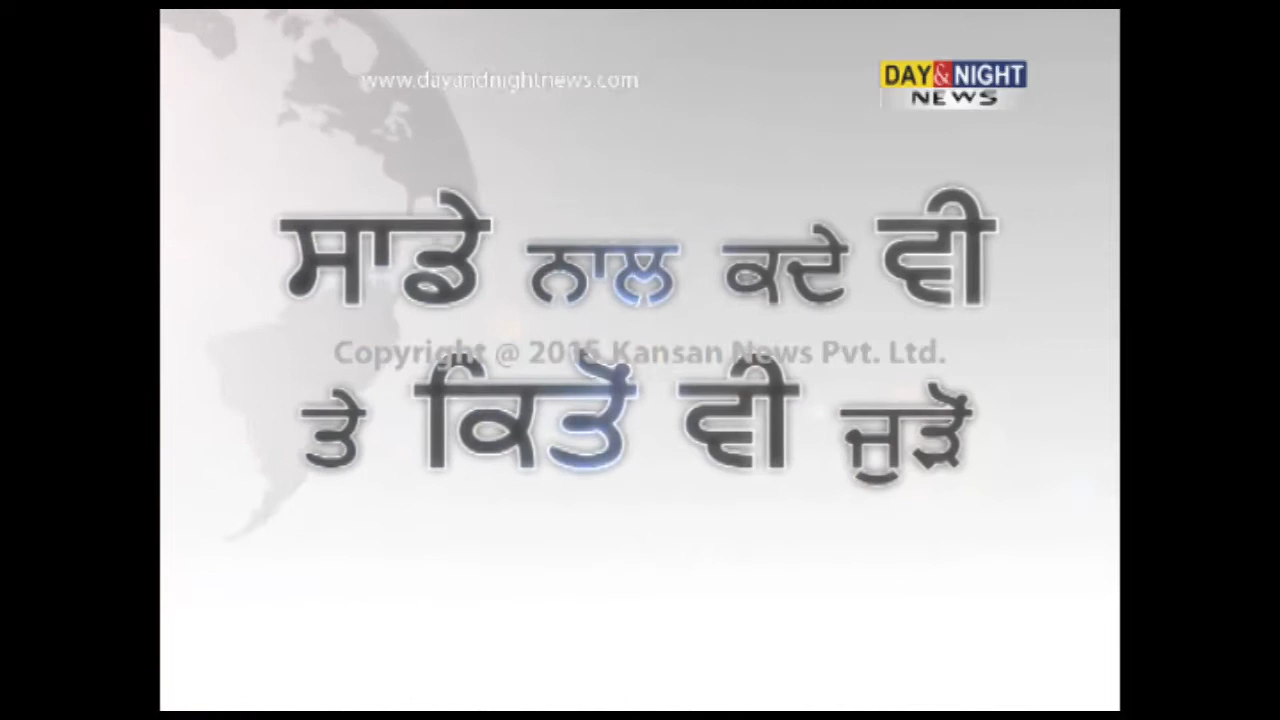 www.dayandnightnews.com
DAY&NIGHT
NEWS
ਸਾਡੇ ਨਾਲ ਕਦੇ ਵੀ
Copyright @ 2015 Kansan News Pvt. Ltd.
ਤੇ ਕਿਤੋਂ ਵੀ ਜੁੜੋਂ